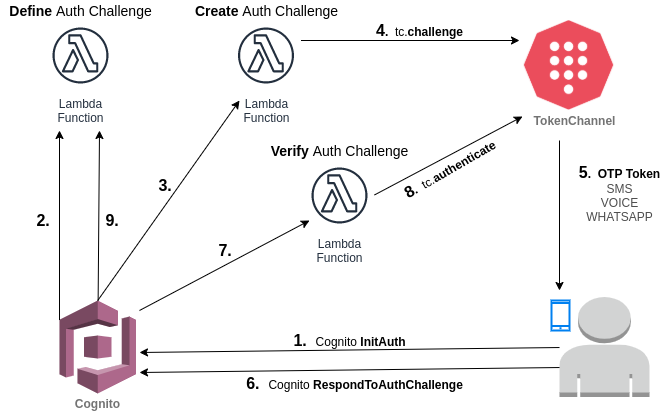 Define Auth Challenge
Create Auth Challenge
4. tc.challenge
Lambda
Function
Lambda
Function
TokenChannel
Verify Auth Challenge
3.
8. tc.authenticate
5. OTP Token
SMS
VOICE
WHATSAPP
2.
9.
7.
Lambda
Function
1. Cognito InitAuth
6. Cognito RespondToAuthChallenge
Cognito